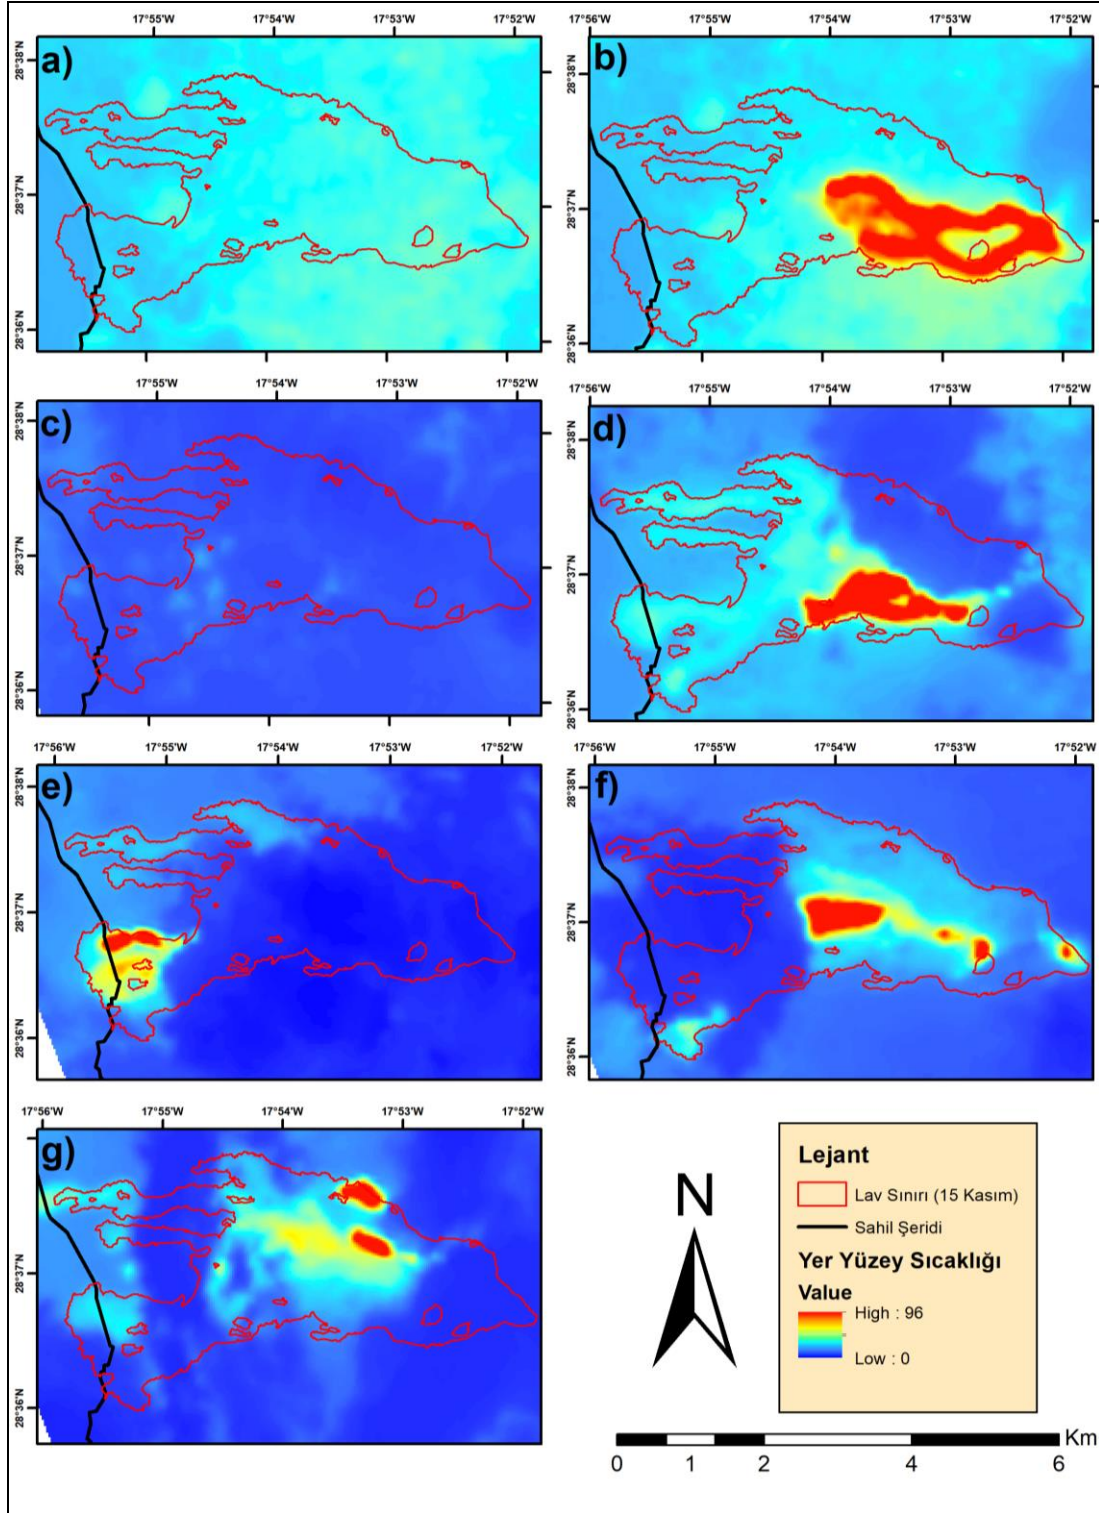 17°55'W 17°54'W 17°53'W 17°52'W
17°56'W 17°55'W 17°54'W 17°53'W 17°52'W
28°38'N
28°37'N
28°36'N
a)
28°38'N
28°37'N
28°36'N
b)
17°55'W 17°54'W 17°53'W 17°52'W
17°56'W 17°55'W 17°54'W 17°53'W 17°52'W
28°38'N
28°37'N
28°36'N
c)
28°38'N
28°37'N
28°36'N
d)
17°56'W 17°55'W 17°54'W 17°53'W 17°52'W
17°56'W 17°55'W 17°54'W 17°53'W 17°52'W
28°38'N
28°37'N
28°36'N
e)
28°38'N
28°37'N
28°36'N
f)
17°56'W 17°55'W 17°54'W 17°53'W 17°52'W
28°37'N
28°36'N
g)
N
Lejant
Lav Sınırı (15 Kasım)
Sahil Şeridi
Yer Yüzey Sıcaklığı
Value
High : 96
Low : 0
Km
0 1 2 4 6